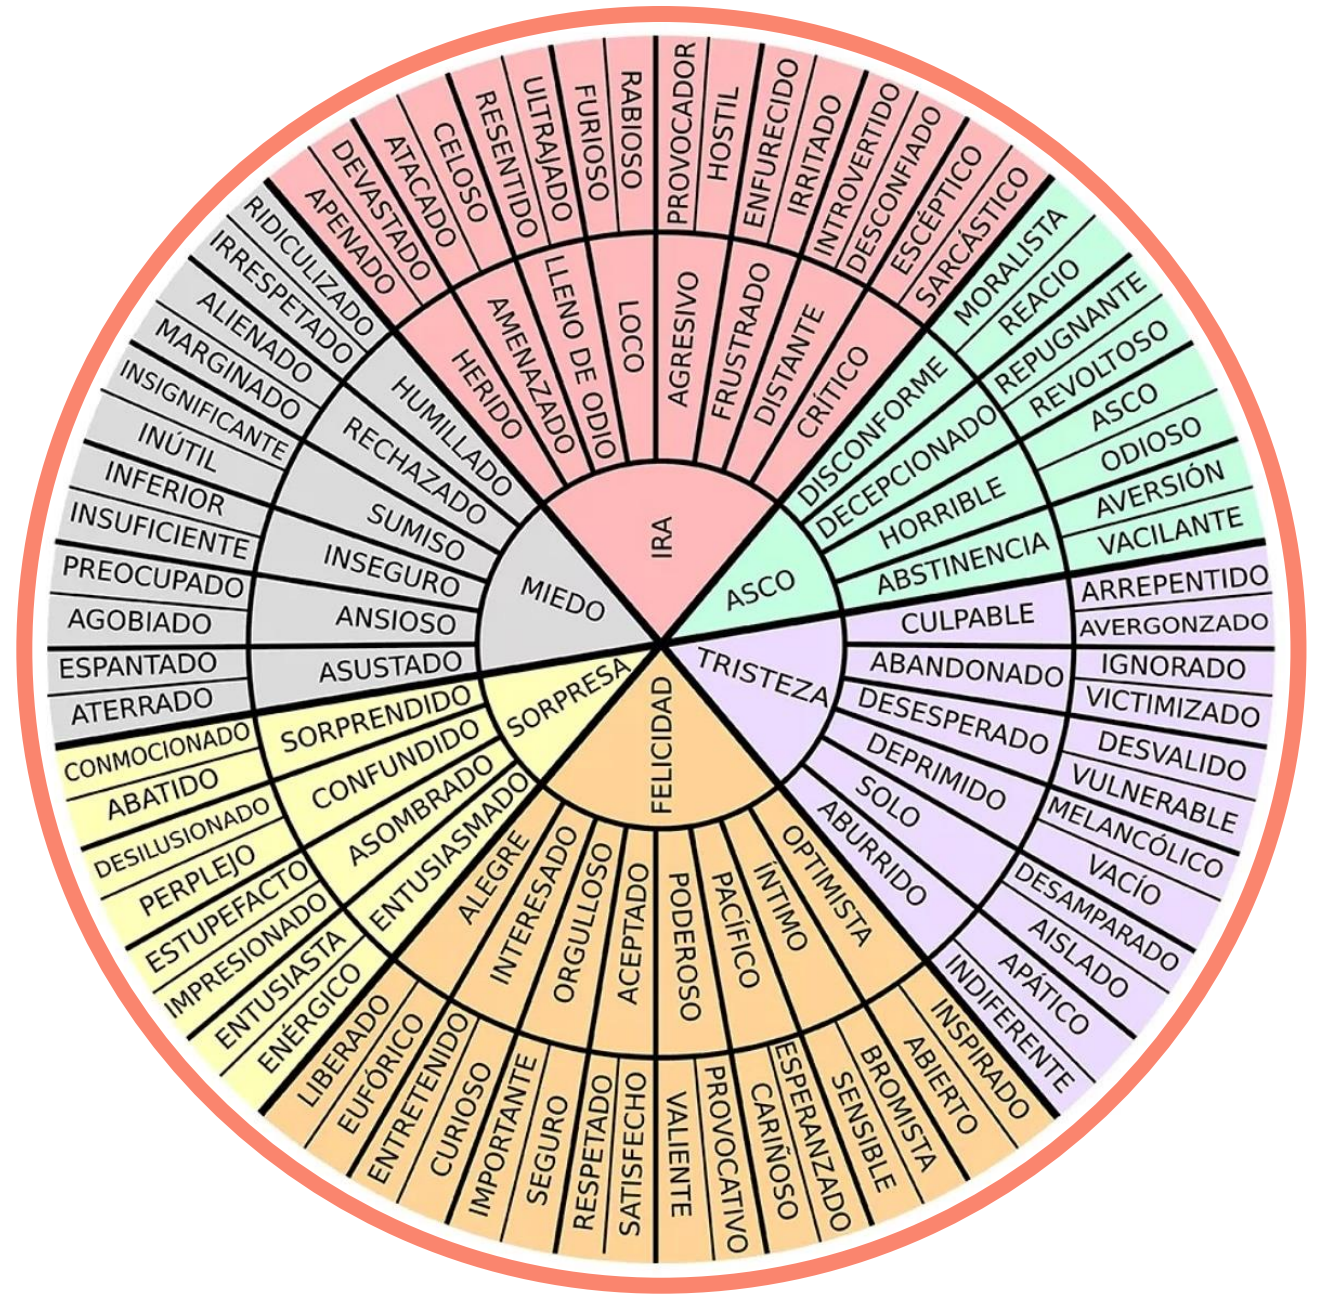 IRA
HERIDO
APENADO
DEVASTADO
AMENAZADO
ATACADO
CELOSO
LLENO DE ODIO
RESENTIDO
ULTRAJADO
LOCO
FURIOSO
RABIOSO
AGRESIVO
PROVOCADOR
HOSTIL
FRUSTRADO
ENFURECIDO
IRRITADO
DISTANTE
INTROVERTIDO
DESCONFIADO
CRÍTICO
ESCÉPTICO
SARCÁSTICO
ASCO
DISCONFORME
MORALISTA
REACIO
DECEPCIONADO
REPUGNANTE
REVOLTOSO
HORRIBLE
ASCO
ODIOSO
ABSTINENCIA
AVERSIÓN
VACILANTE
TRISTEZA
CULPABLE
ARREPENTIDO
AVERGONZADO
ABANDONADO
IGNORADO
VICTIMIZADO
DESESPERADO
DESVALIDO
VULNERABLE
DEPRIMIDO
MELANCÓLICO
VACÍO
SOLO
DESAMPARADO
AISLADO
ABURRIDO
APÁTICO
INDIFERENTE
FELICIDAD
OPTIMISTA
INSPIRADO
ABIERTO
ÍNTIMO
BROMISTA
SENSIBLE
PACÍFICO
ESPERANZADO
CARIÑOSO
PODEROSO
PROVOCATIVO
VALIENTE
ACEPTADO
SATISFECHO
RESPETADO
ORGULLOSO
SEGURO
IMPORTANTE
INTERESADO
CURIOSO
ENTRETENIDO
ALEGRE
EUFÓRICO
LIBERADO
SORPRESA
ENTUSIASMADO
ENÉRGICO
ENTUSIASTA
ASOMBRADO
IMPRESIONADO
ESTUPEFACTO
CONFUNDIDO
PERPLEJO
DESILUSIONADO
SORPRENDIDO
ABATIDO
CONMOCIONADO
MIEDO
ASUSTADO
ATERRADO
ESPANTADO
ANSIOSO
AGOBIADO
PREOCUPADO
INSEGURO
INSUFICIENTE
INFERIOR
SUMISO
INÚTIL
INSIGNIFICANTE
RECHAZADO
MARGINADO
ALIENADO
HUMILLADO
IRRESPETADO
RIDICULIZADO